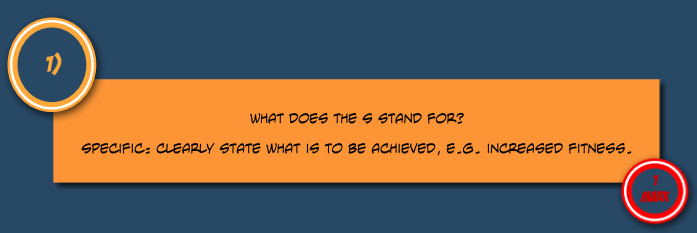 1)
WHAT DOES THE S STAND FOR?
SPECIFIC: CLEARLY STATE WHAT IS TO BE ACHIEVED, E.G. INCREASED FITNESS.
1
MARK